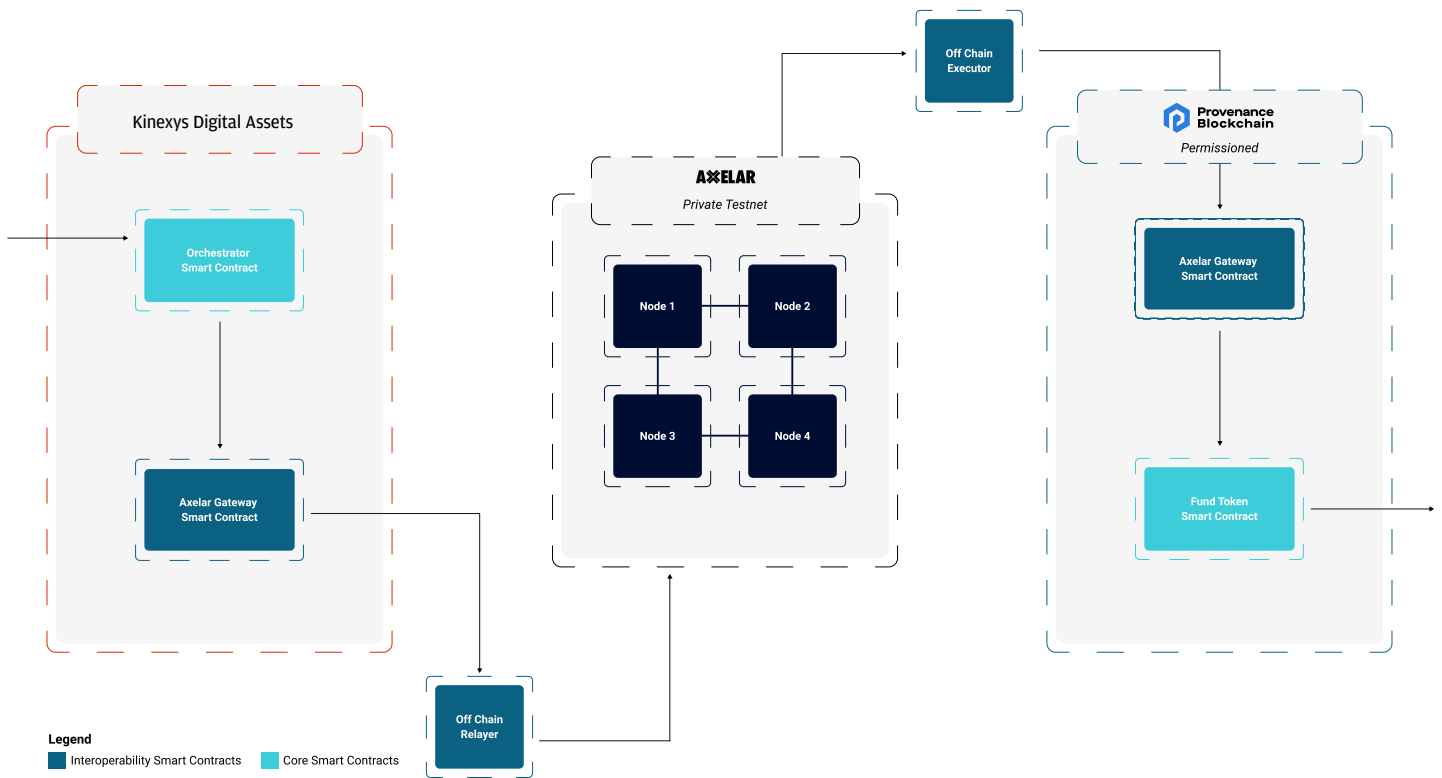 Off Chain
Executor
Kinexys Digital Assets
Provenance
Blockchain
Permissioned
AXELAR
Private Testnet
Orchestrator
Smart Contract
Axelar Gateway
Smart Contract
Node 1
Node 2
Node 3
Node 4
Axelar Gateway
Smart Contract
Fund Token
Smart Contract
Off Chain
Relayer
Legend
Interoperability Smart Contracts
Core Smart Contracts